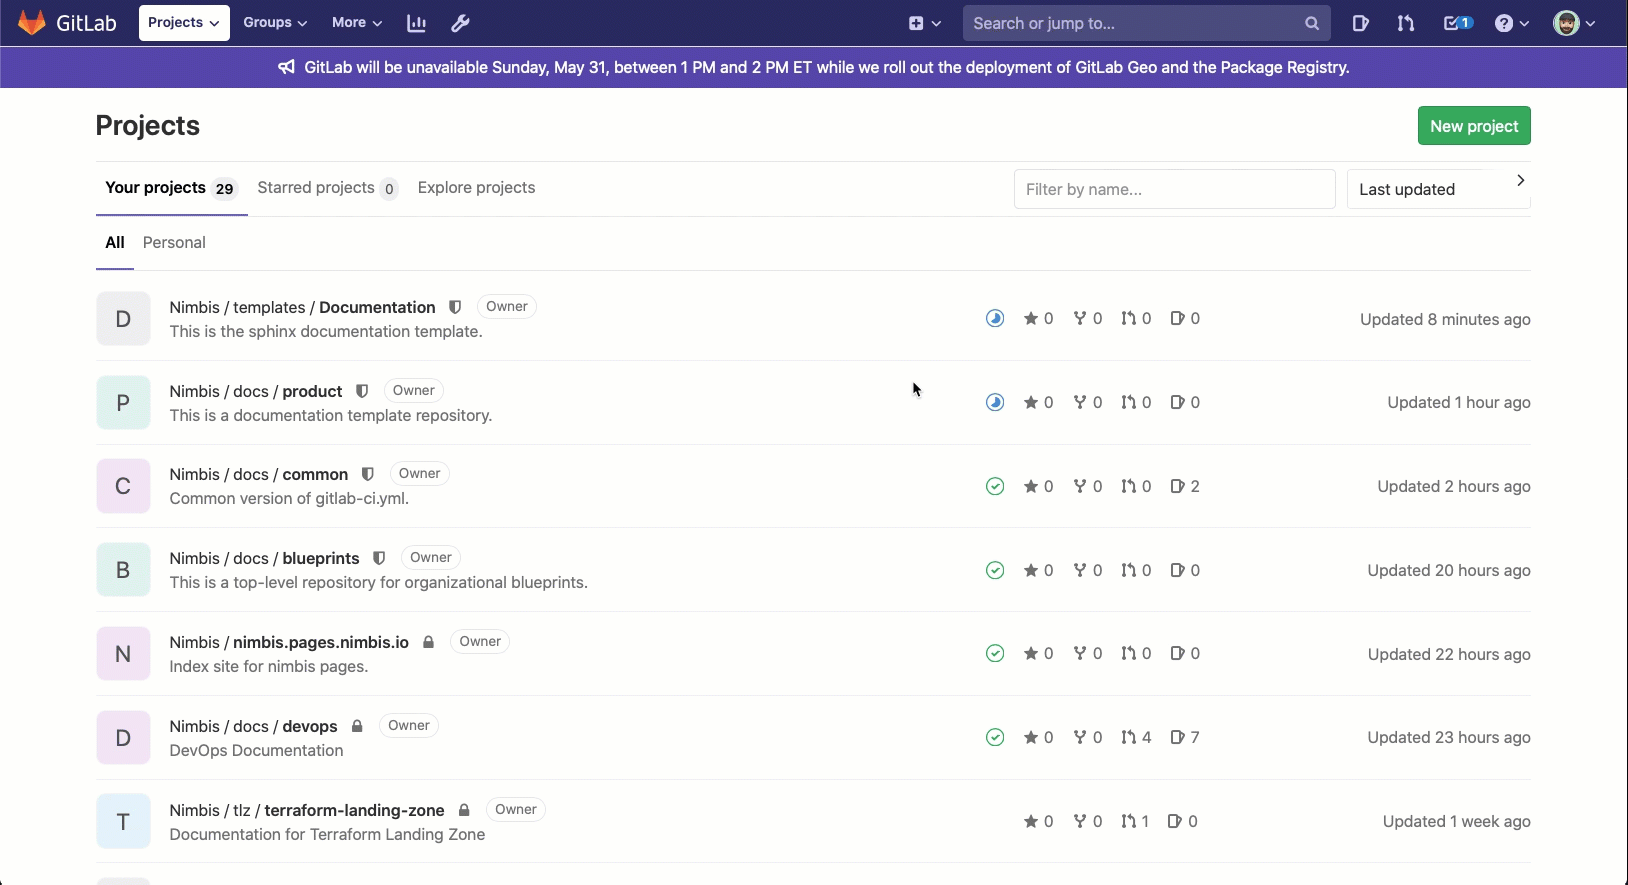 GitLab Projects Groups More Search or jump to... 1
GitLab will be unavailable Sunday, May 31, between 1 PM and 2 PM ET while we roll out the deployment of GitLab Geo and the Package Registry.
Projects New project
Your projects 29 Starred projects 0 Explore projects Filter by name... Last updated
All Personal
D Nimbis / templates / Documentation Owner
This is the sphinx documentation template.
0 0 0 0 Updated 8 minutes ago
P Nimbis / docs / product Owner
This is a documentation template repository.
0 0 0 0 Updated 1 hour ago
C Nimbis / docs / common Owner
Common version of gitlab-ci.yml.
0 0 0 2 Updated 2 hours ago
B Nimbis / docs / blueprints Owner
This is a top-level repository for organizational blueprints.
0 0 0 0 Updated 20 hours ago
N Nimbis / nimbis.pages.nimbis.io Owner
Index site for nimbis pages.
0 0 0 0 Updated 22 hours ago
D Nimbis / docs / devops Owner
DevOps Documentation
0 0 4 7 Updated 23 hours ago
T Nimbis / tlz / terraform-landing-zone Owner
Documentation for Terraform Landing Zone
0 0 1 0 Updated 1 week ago